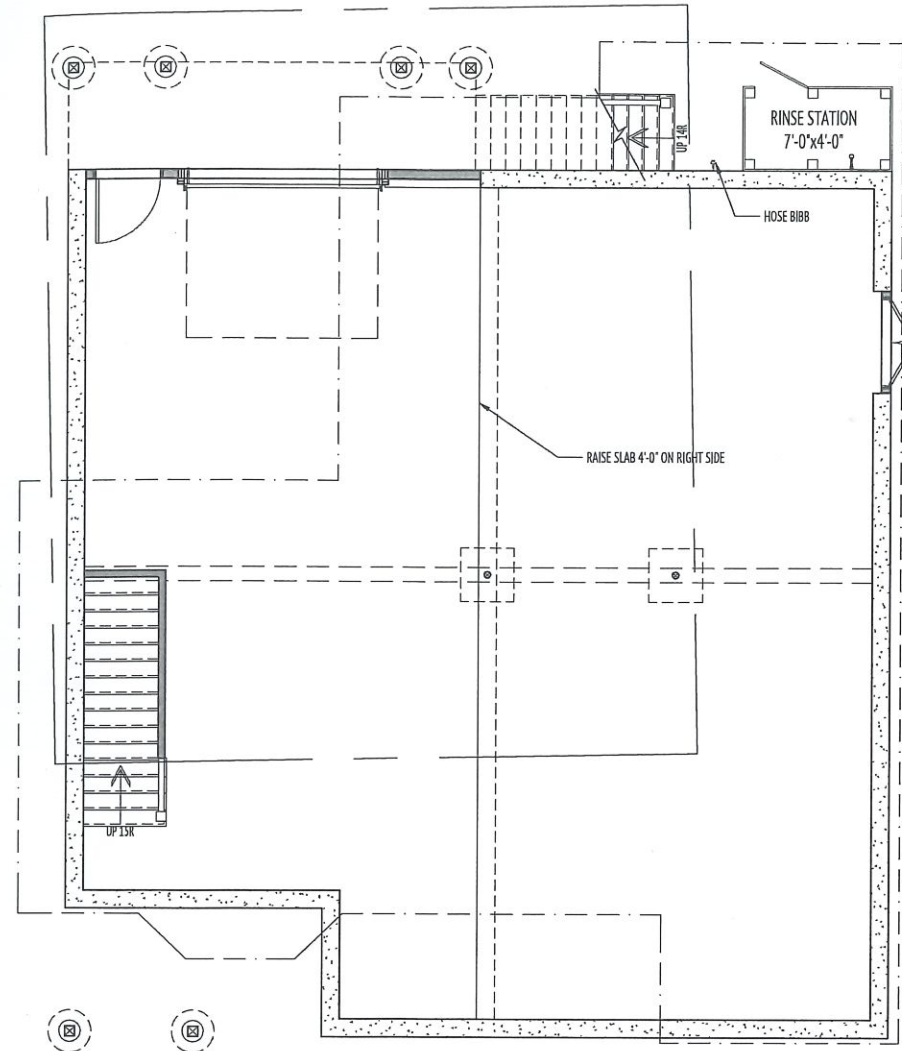 RINSE STATION
7'-0"x4'-0"
UP 14R
HOSE BIBB
RAISE SLAB 4'-0" ON RIGHT SIDE
UP 15R